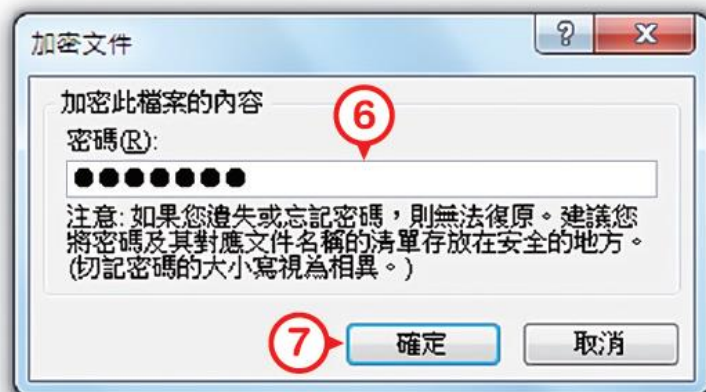 加密文件
加密此檔案的內容
6
密碼(R):
●●●●●●●
注意: 如果您遺失或忘記密碼，則無法復原。建議您
將密碼及其對應文件名稱的清單存放在安全的地方。
(切記密碼的大小寫視為相異。)
7
確定
取消